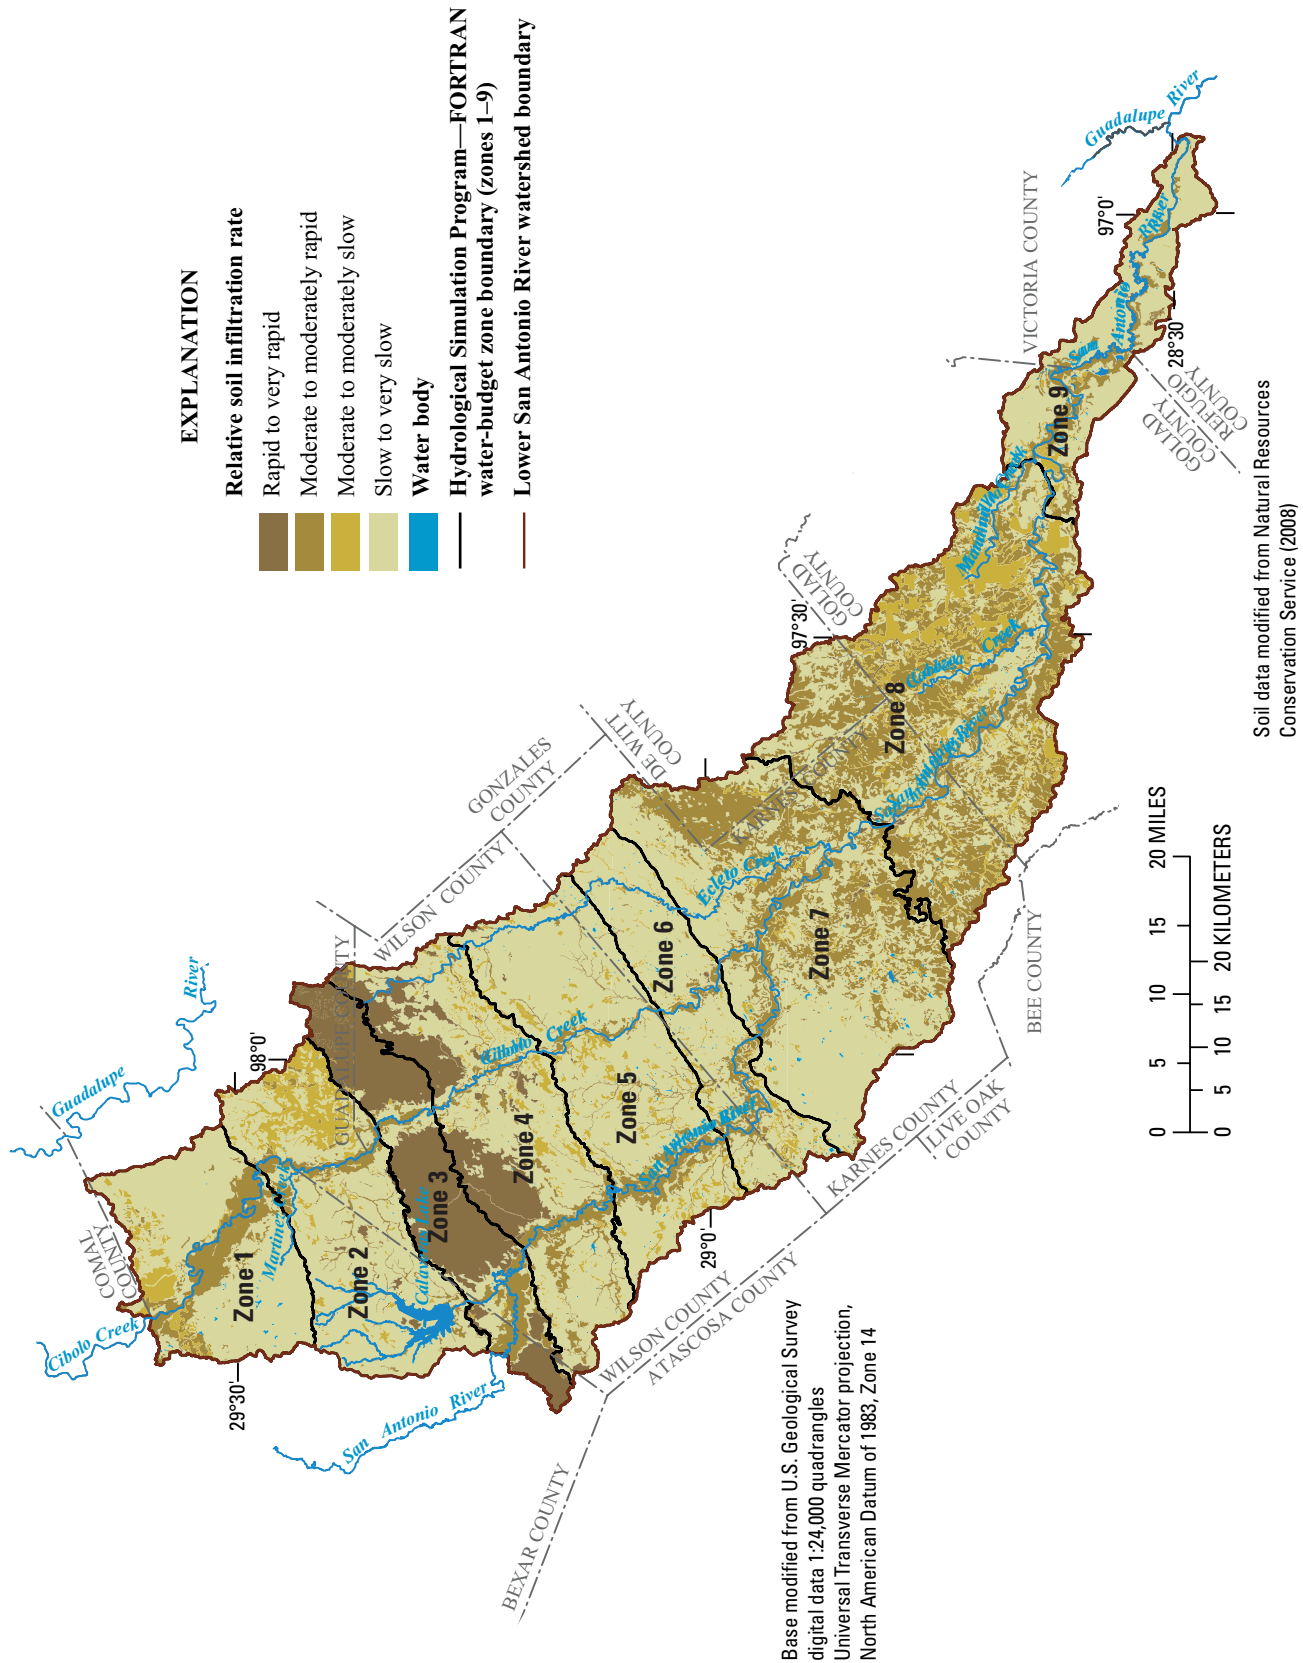 EXPLANATION
Relative soil infiltration rate
Rapid to very rapid
Moderate to moderately rapid
Moderate to moderately slow
Slow to very slow
Water body
Hydrological Simulation Program—FORTRAN
water-budget zone boundary (zones 1–9)
Lower San Antonio River watershed boundary
Cibolo Creek
COMAL
COUNTY
Guadalupe
River
98°0'
29°30'
Zone 1
Martinez Creek
GUADALUPE COUNTY
Zone 2
Calaveras Lake
Zone 3
San Antonio River
BEXAR COUNTY
WILSON COUNTY
GONZALES
COUNTY
Zone 4
Cibolo Creek
Zone 5
San Antonio River
WILSON COUNTY
ATASCOSA COUNTY
29°0'
Zone 6
Ecleto Creek
DE WITT
COUNTY
KARNES COUNTY
Zone 7
KARNES COUNTY
LIVE OAK
COUNTY
BEE COUNTY
San Antonio River
Zone 8
97°30'
GOLIAD
COUNTY
Cabeza Creek
Manahuilla Creek
Zone 9
VICTORIA COUNTY
GOLIAD
COUNTY
REFUGIO
COUNTY
28°30'
97°0'
San Antonio River
Guadalupe River
0 5 10 15 20 MILES
0 5 10 15 20 KILOMETERS
Base modified from U.S. Geological Survey
digital data 1:24,000 quadrangles
Universal Transverse Mercator projection,
North American Datum of 1983, Zone 14
Soil data modified from Natural Resources
Conservation Service (2008)